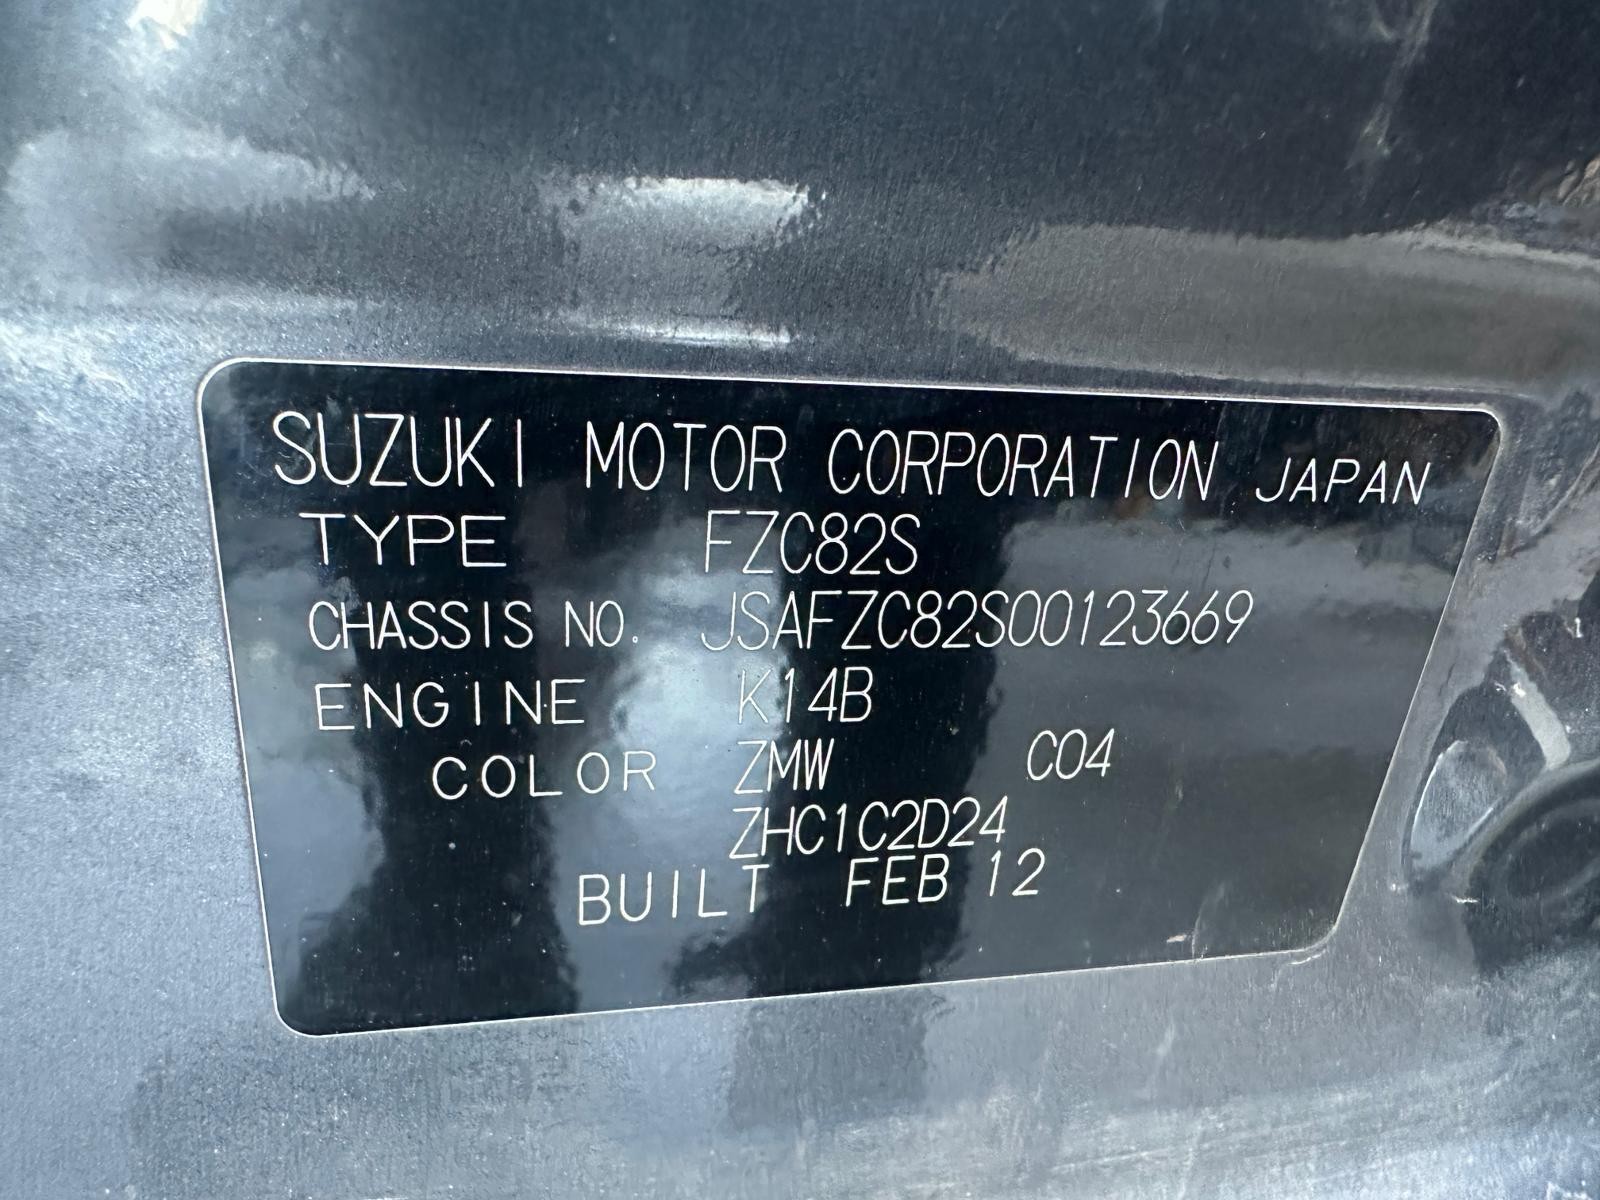 SUZUKI MOTOR CORPORATION JAPAN
TYPE FZC82S
CHASSIS NO. JSAFZC82S00123669
ENGINE K14B
COLOR ZMW C04
ZHC1C2D24
BUILT FEB 12